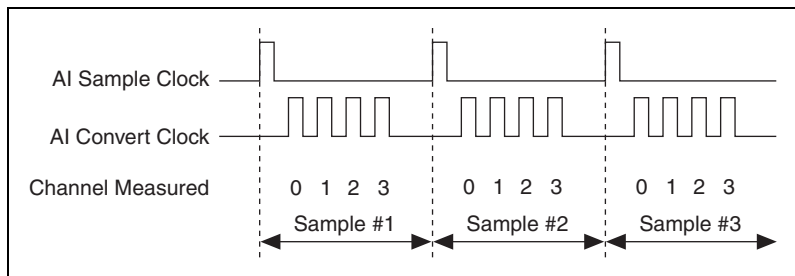 AI Sample Clock
AI Convert Clock
Channel Measured 0 1 2 3 0 1 2 3 0 1 2 3
Sample #1 Sample #2 Sample #3